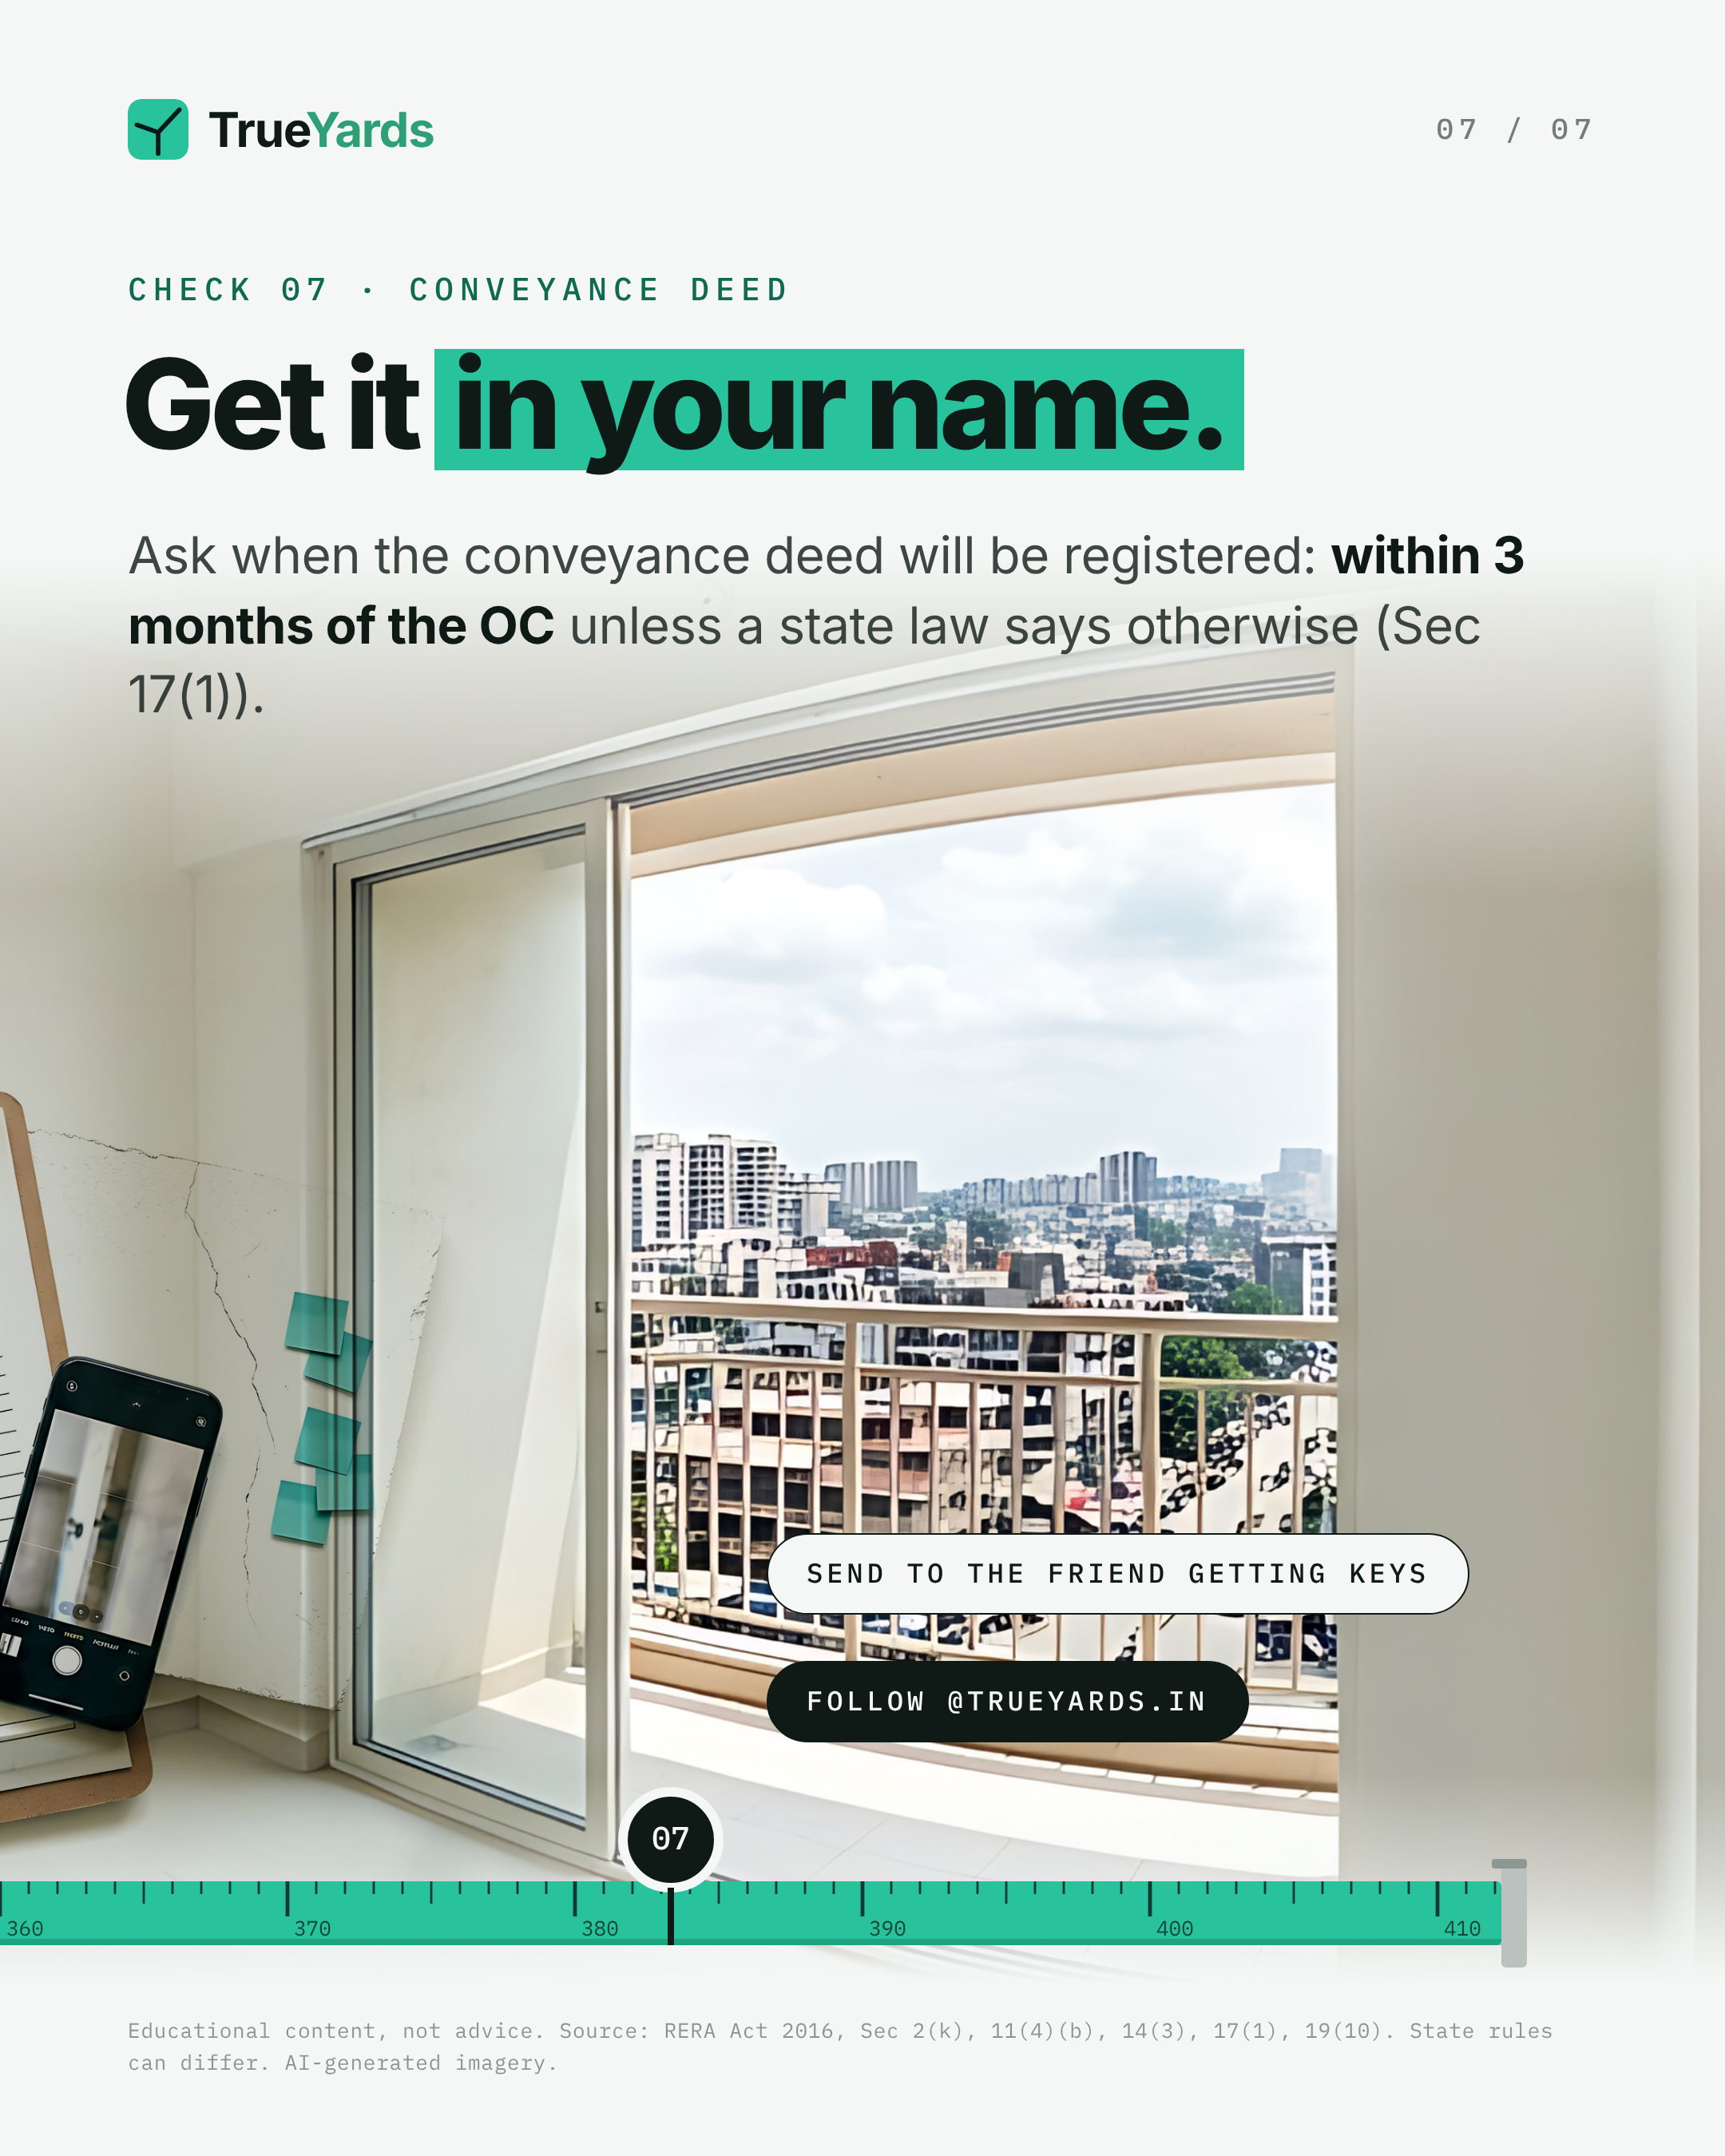 TrueYards
07 / 07
CHECK 07 · CONVEYANCE DEED
Get it in your name.
Ask when the conveyance deed will be registered: within 3
months of the OC unless a state law says otherwise (Sec
17(1)).
SEND TO THE FRIEND GETTING KEYS
FOLLOW @TRUEYARDS.IN
07
360 370 380 390 400 410
Educational content, not advice. Source: RERA Act 2016, Sec 2(k), 11(4)(b), 14(3), 17(1), 19(10). State rules
can differ. AI-generated imagery.